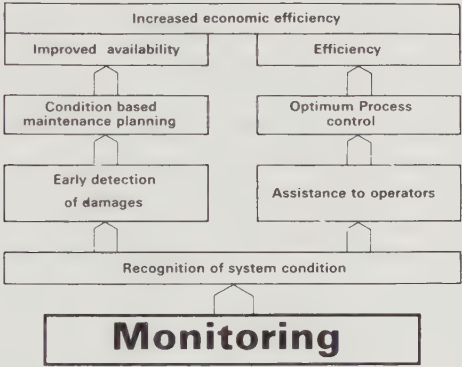 Increased economic efficiency
Improved availability
Efficiency
Condition based
maintenance planning
Optimum Process
control
Early detection
of damages
Assistance to operators
Recognition of system condition
Monitoring